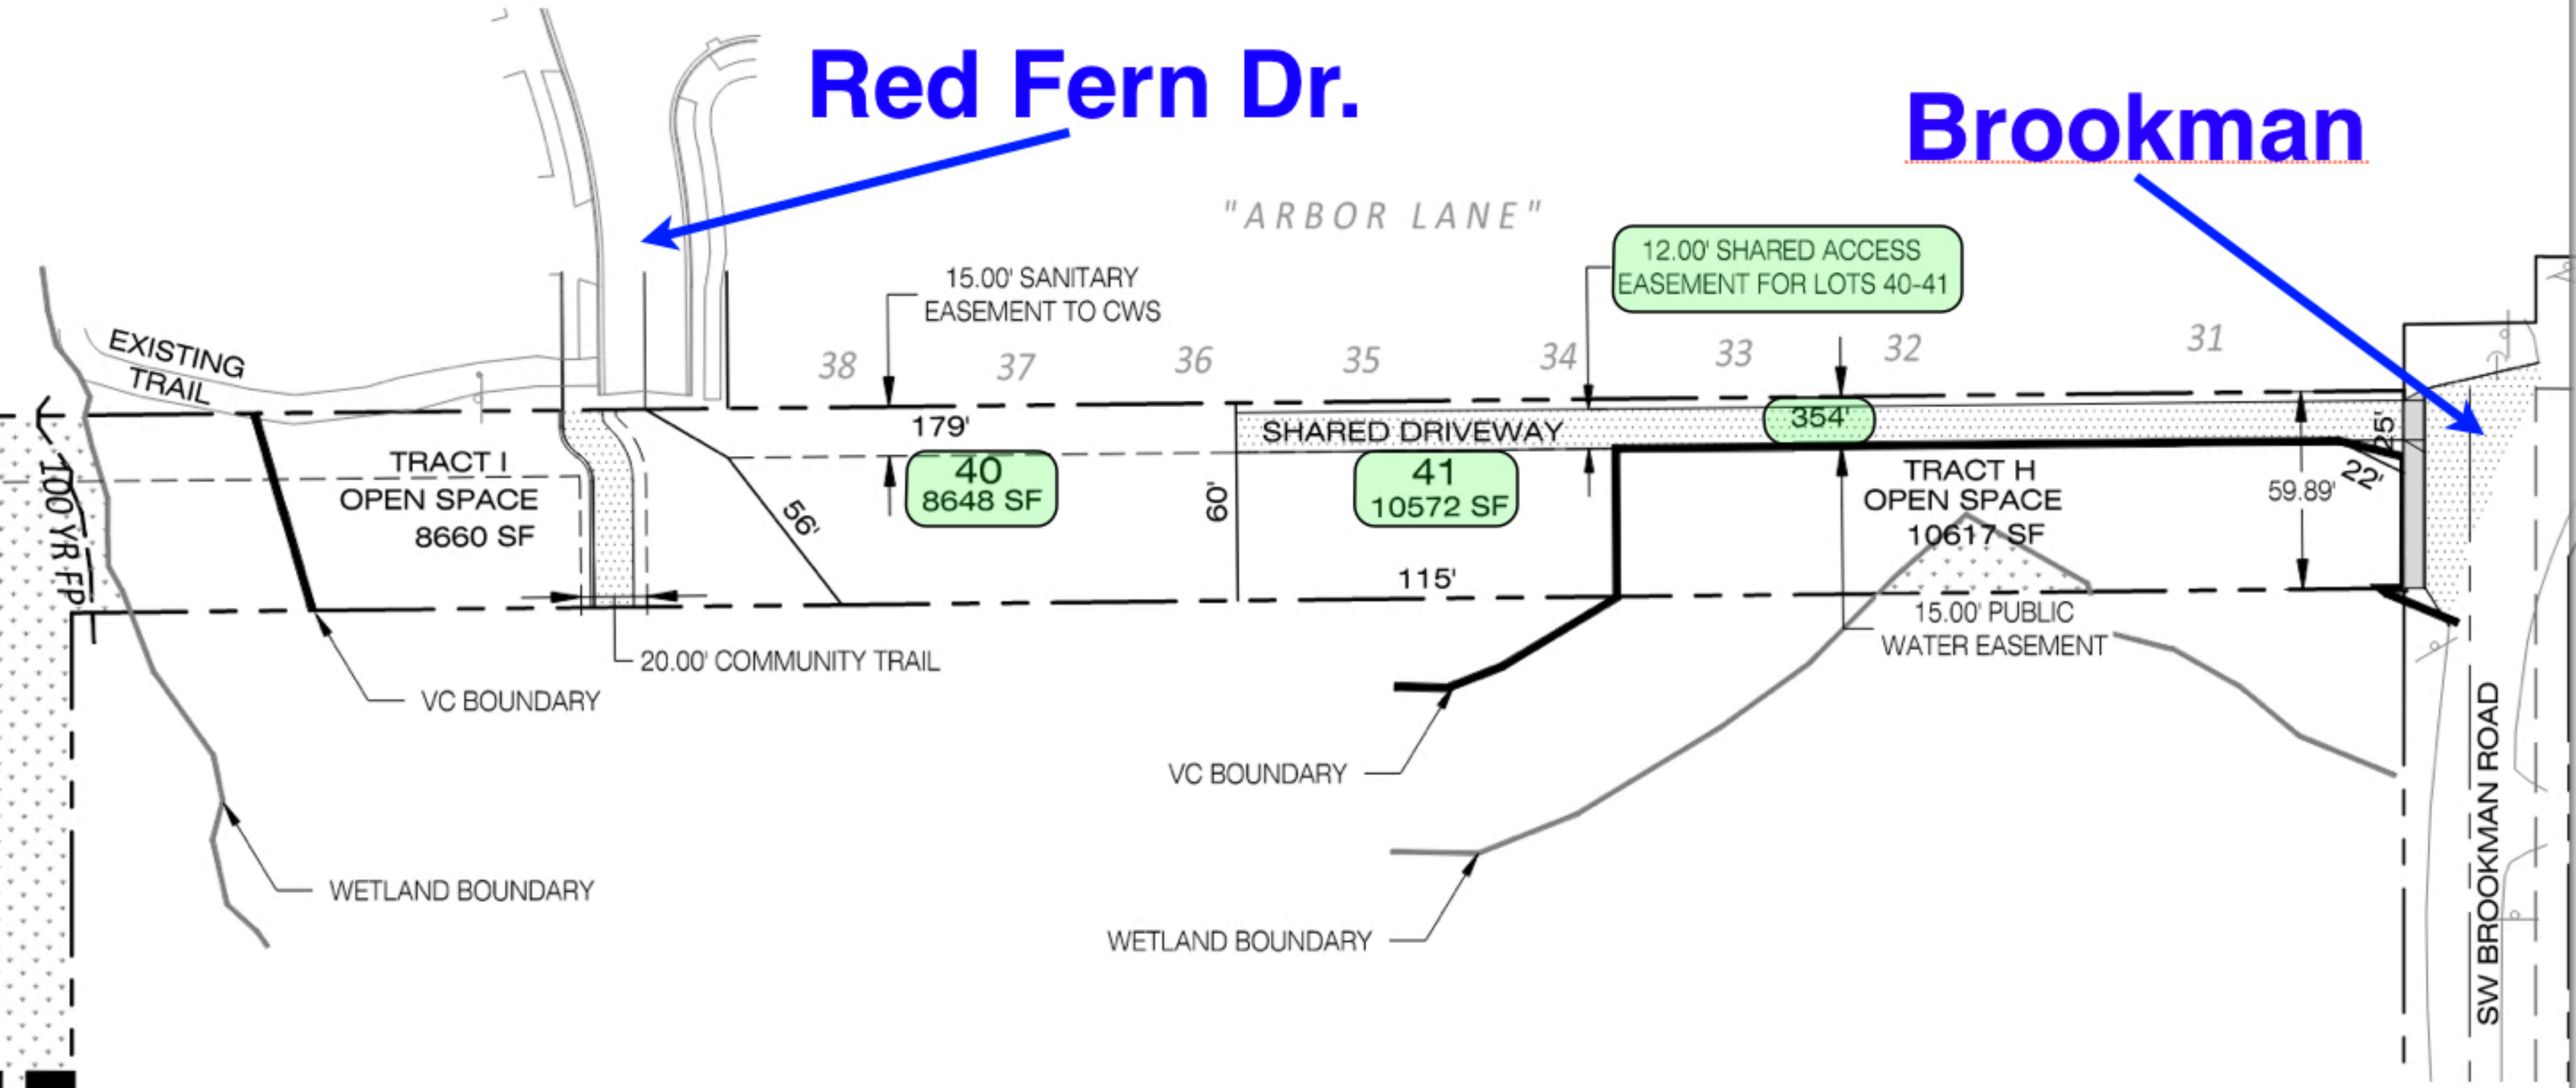 Red Fern Dr.
Brookman
"ARBOR LANE"
12.00' SHARED ACCESS
EASEMENT FOR LOTS 40-41
15.00' SANITARY
EASEMENT TO CWS
EXISTING
TRAIL
38
37
36
35
34
33
32
31
179'
SHARED DRIVEWAY
354'
25'
100 YR FP
TRACT I
OPEN SPACE
8660 SF
40
8648 SF
56'
60'
41
10572 SF
TRACT H
OPEN SPACE
10617 SF
59.89'
22'
115'
15.00' PUBLIC
WATER EASEMENT
20.00' COMMUNITY TRAIL
VC BOUNDARY
VC BOUNDARY
WETLAND BOUNDARY
WETLAND BOUNDARY
SW BROOKMAN ROAD